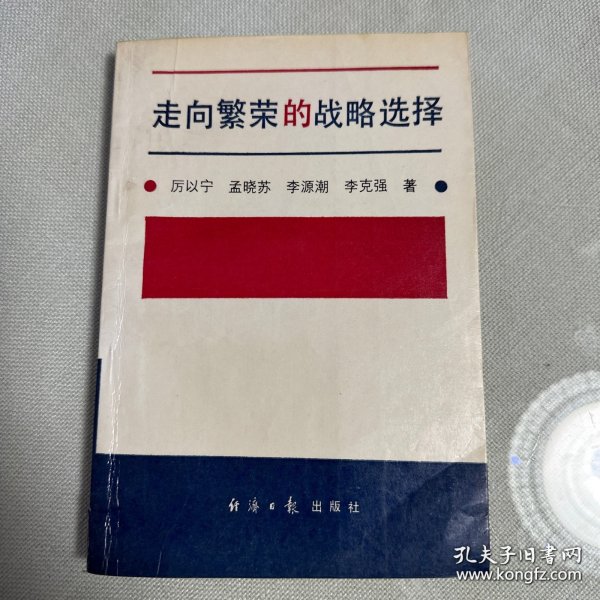 走向繁荣的战略选择
厉以宁 孟晓苏 李源潮 李克强 著
经济日报 出版社
孔夫子旧书网
www.kongfz.com